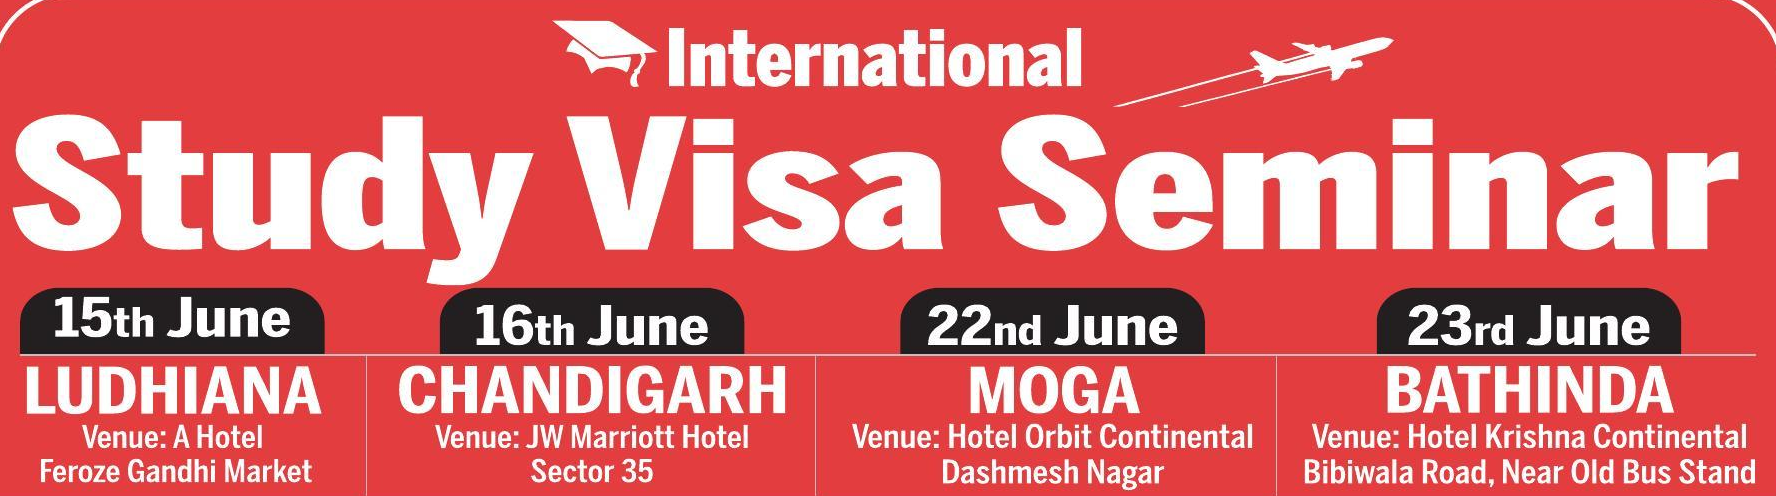 International
Study Visa Seminar
15th June
LUDHIANA
Venue: A Hotel
Feroze Gandhi Market
16th June
CHANDIGARH
Venue: JW Marriott Hotel
Sector 35
22nd June
MOGA
Venue: Hotel Orbit Continental
Dashmesh Nagar
23rd June
BATHINDA
Venue: Hotel Krishna Continental
Bibiwala Road, Near Old Bus Stand